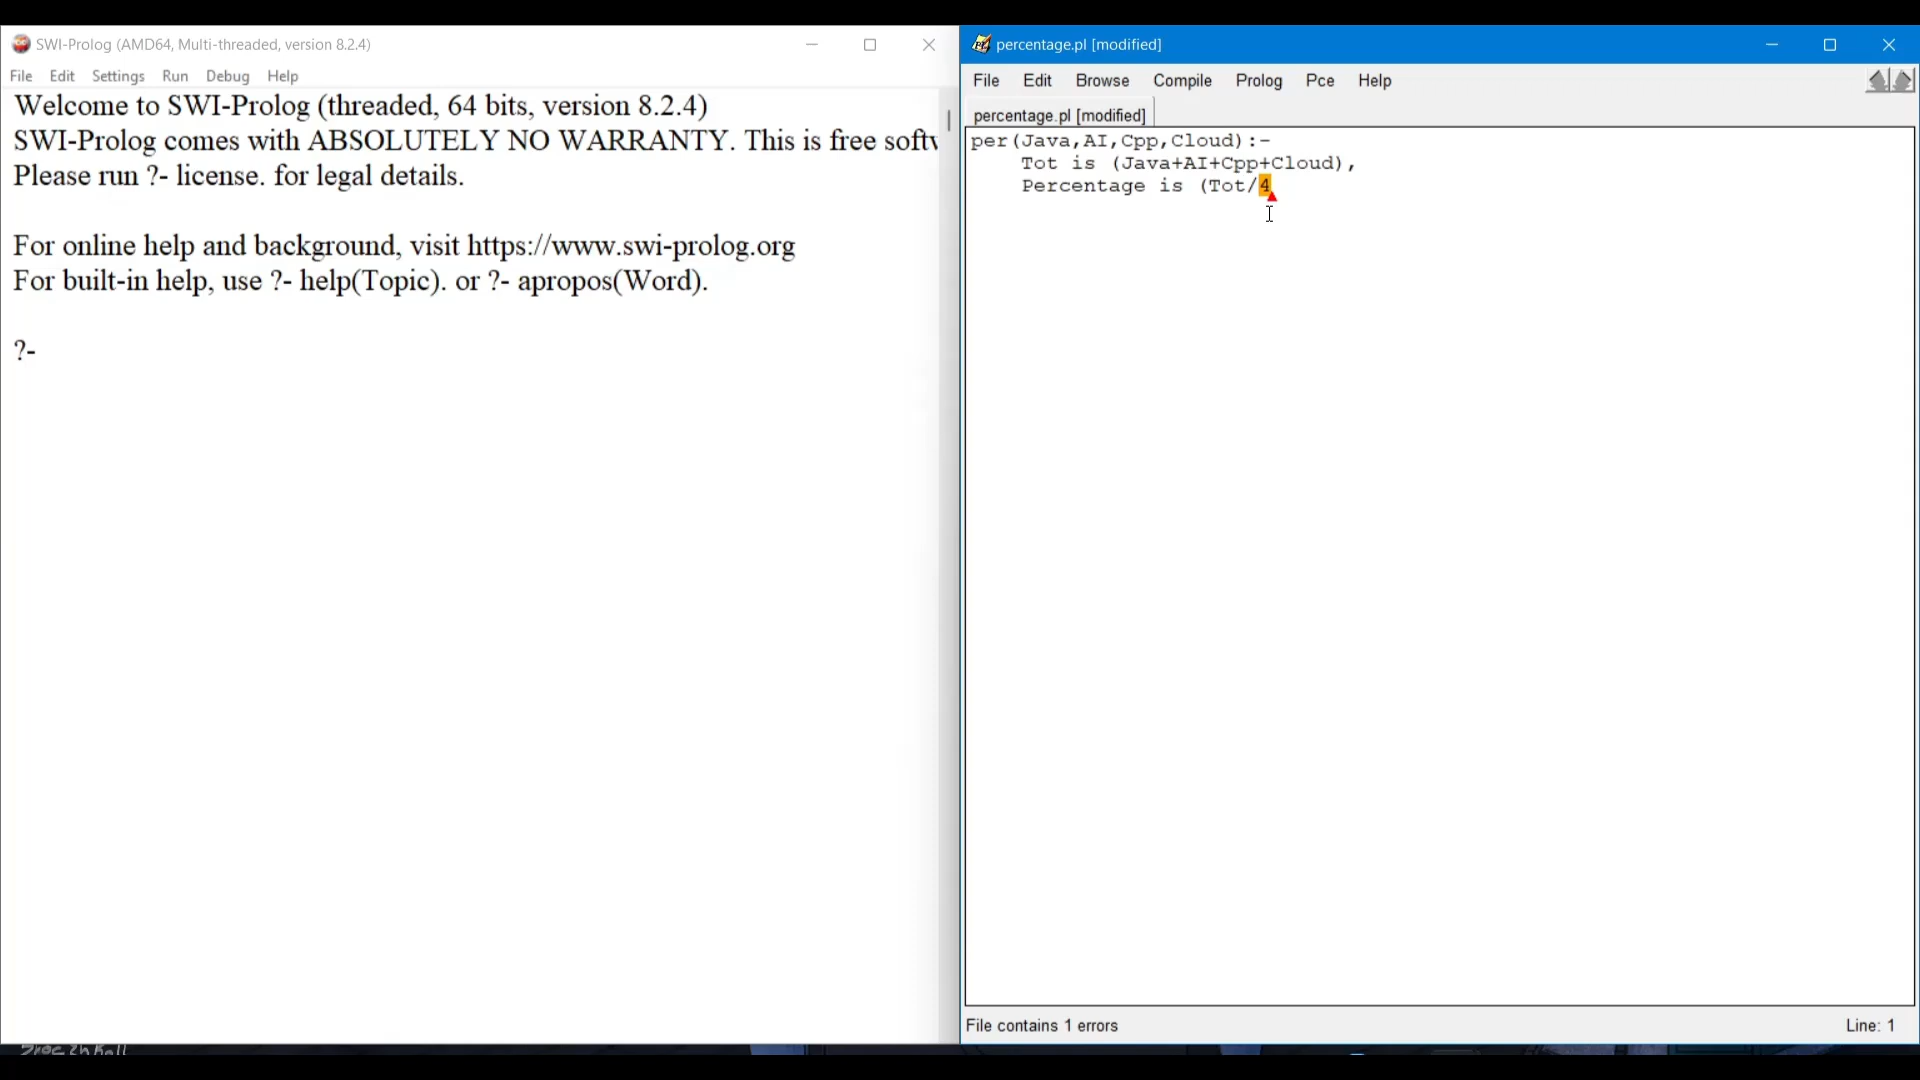 SWI-Prolog (AMD64, Multi-threaded, version 8.2.4)
File Edit Settings Run Debug Help
Welcome to SWI-Prolog (threaded, 64 bits, version 8.2.4)
SWI-Prolog comes with ABSOLUTELY NO WARRANTY. This is free
Please run ?- license. for legal details.
For online help and background, visit https://www.swi-prolog.org
For built-in help, use ?- help(Topic). or ?- apropos(Word).
?-
percentage.pl [modified]
File Edit Browse Compile Prolog Pce Help
percentage.pl [modified]
per(Java,AI,Cpp,Cloud):-
Tot is (Java+AI+Cpp+Cloud),
Percentage is (Tot/4
File contains 1 errors
Line: 1